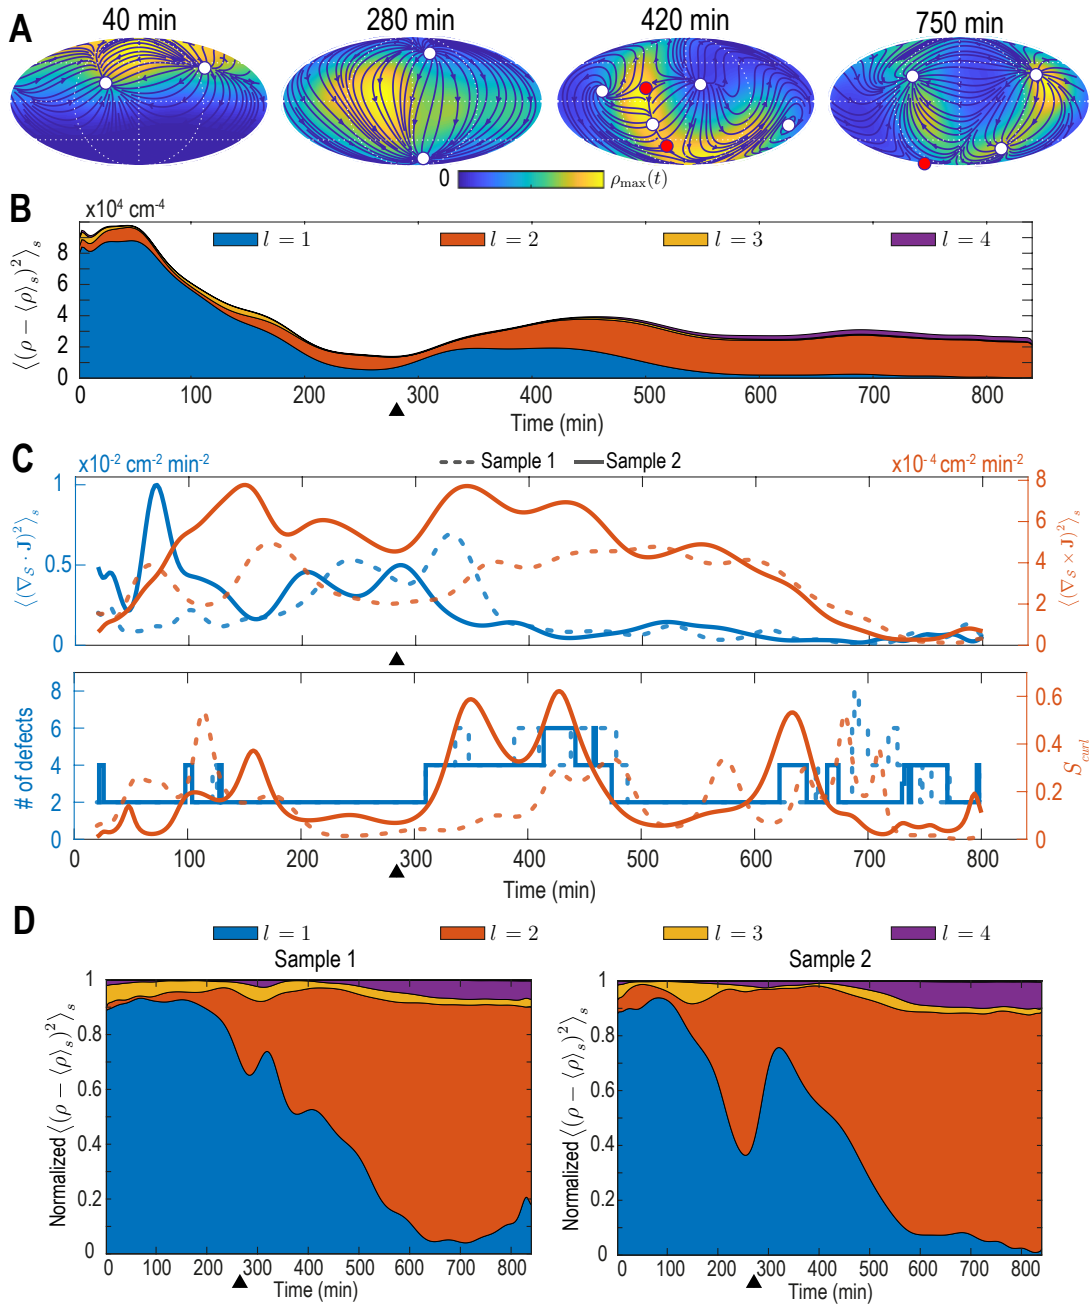 A
40 min 280 min 420 min 750 min
0 ρmax(t)
B
x10⁴ cm⁻⁴
l = 1 l = 2 l = 3 l = 4
⟨(ρ − ⟨ρ⟩ₛ)²⟩ₛ
8
6
4
2
0
0 100 200 300 400 500 600 700 800
Time (min)
C
x10⁻² cm⁻² min⁻² Sample 1 Sample 2 x10⁻⁴ cm⁻² min⁻²
⟨(∇𝒮 · J)²⟩ₛ
1
0.5
0
8
6
4
2
0
⟨(∇𝒮 × J)²⟩ₛ
# of defects
8
6
4
2
0
0.6
0.4
0.2
0
S_curl
0 100 200 300 400 500 600 700 800
Time (min)
D
l = 1 l = 2 l = 3 l = 4
Sample 1 Sample 2
Normalized ⟨(ρ − ⟨ρ⟩ₛ)²⟩ₛ
1
0.8
0.6
0.4
0.2
0
0 100 200 300 400 500 600 700 800
Time (min)
Normalized ⟨(ρ − ⟨ρ⟩ₛ)²⟩ₛ
1
0.8
0.6
0.4
0.2
0
0 100 200 300 400 500 600 700 800
Time (min)